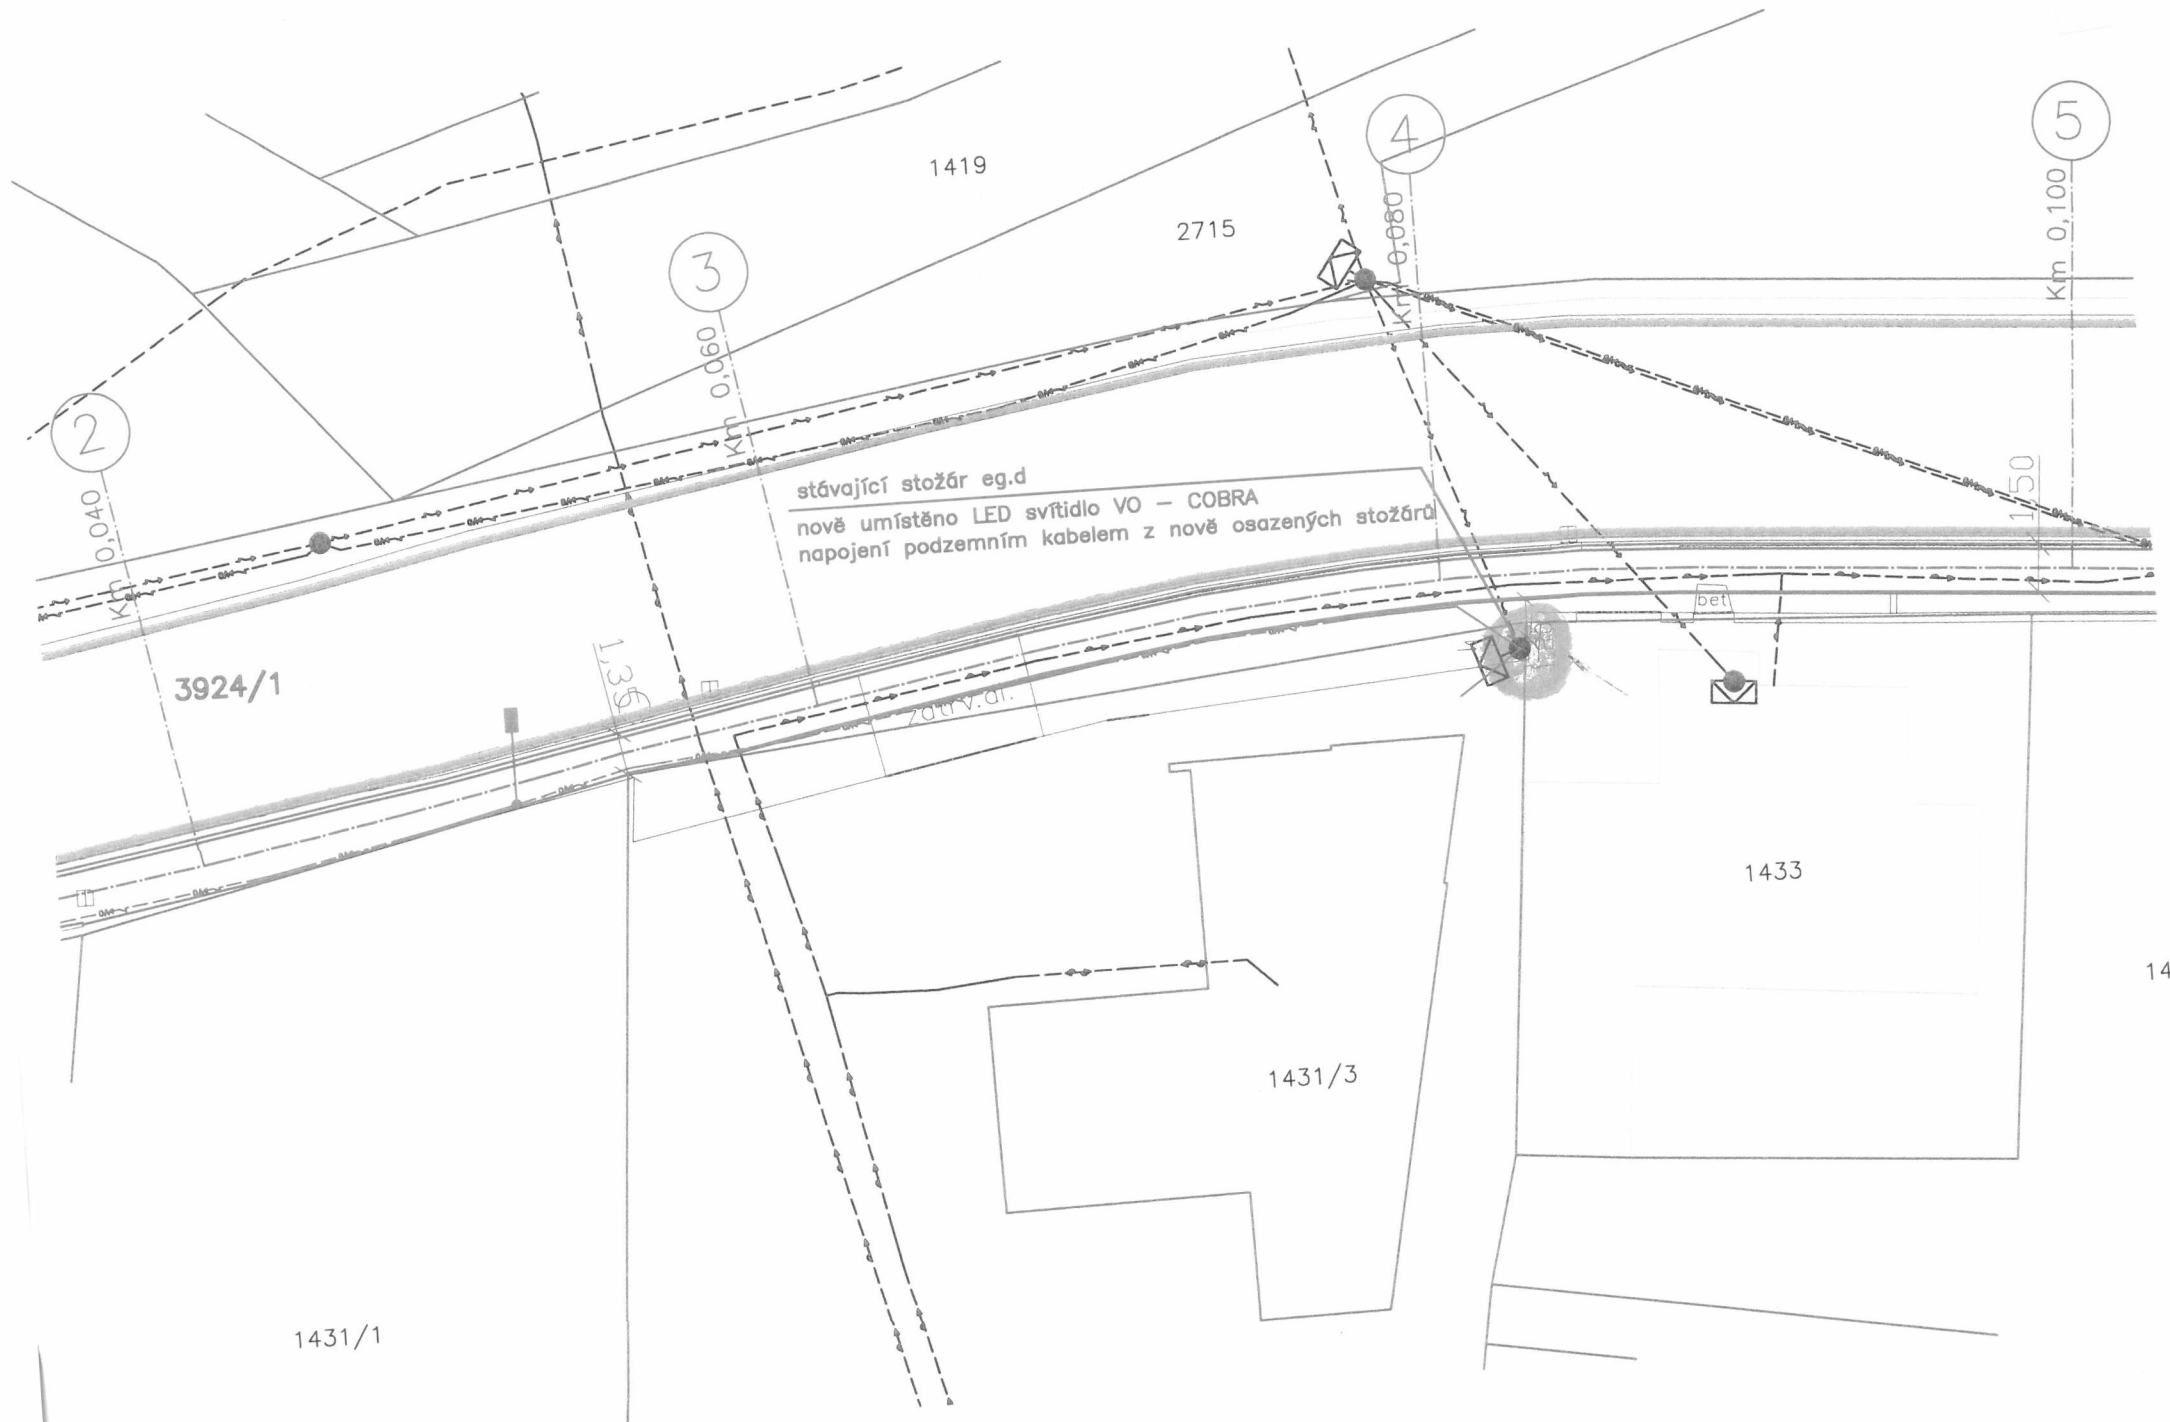 5
4
1419
Km 0,100
2715
Km 0,080
3
Km 0,060
2
stávající stožár eg.d
nově umístěno LED svítidlo VO – COBRA
napojení podzemním kabelem z nově osazených stožárů
1,50
Km 0,040
bet
3924/1
zatrv.dl.
1433
14
1431/3
1431/1